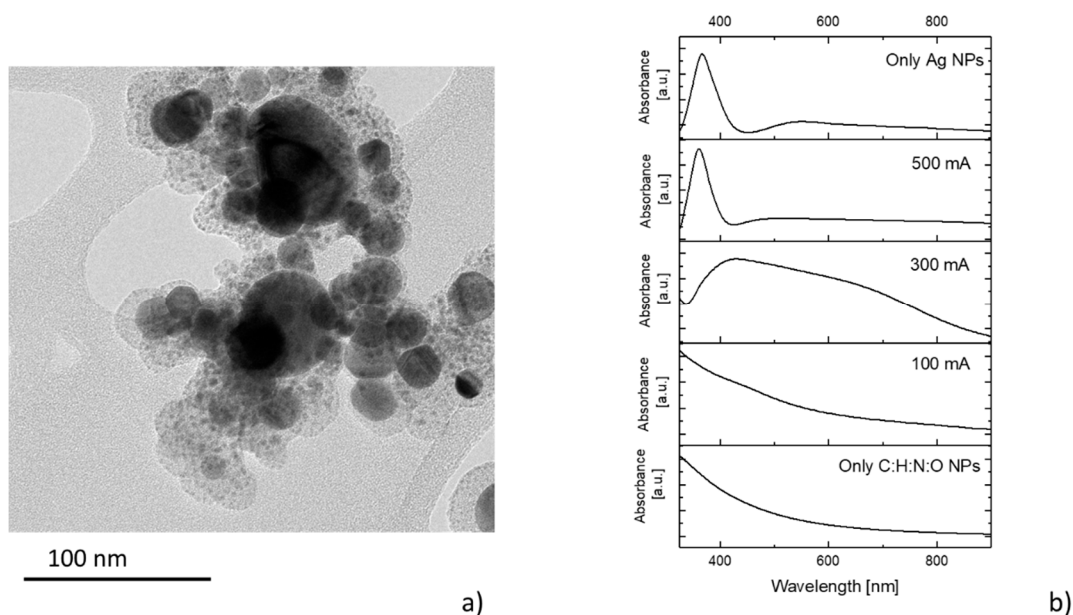 100 nm
a)
400 600 800
Absorbance
[a.u.]
Only Ag NPs
Absorbance
[a.u.]
500 mA
Absorbance
[a.u.]
300 mA
Absorbance
[a.u.]
100 mA
Absorbance
[a.u.]
Only C:H:N:O NPs
400 600 800
Wavelength [nm]
b)